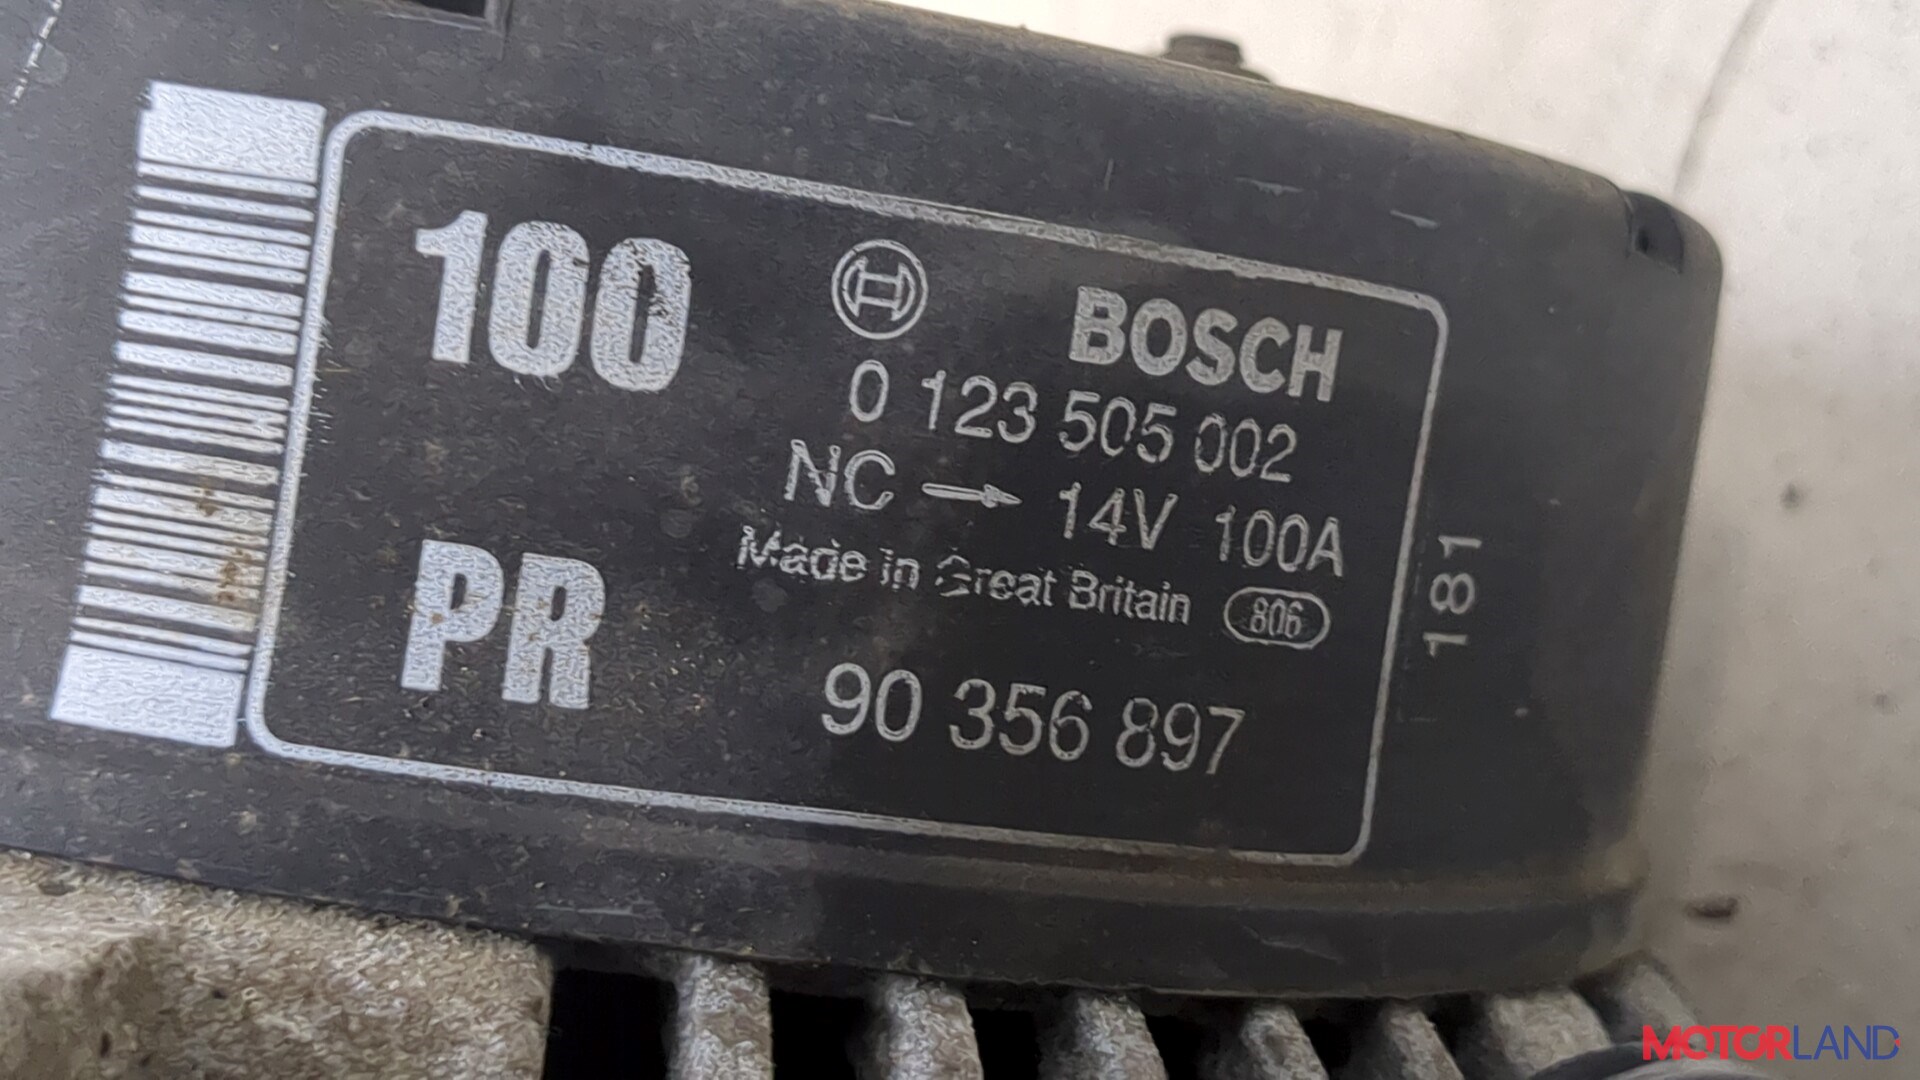 100
BOSCH
0 123 505 002
NC → 14V 100A
Made in Great Britain 806
PR
90 356 897
181
MOTORLAND